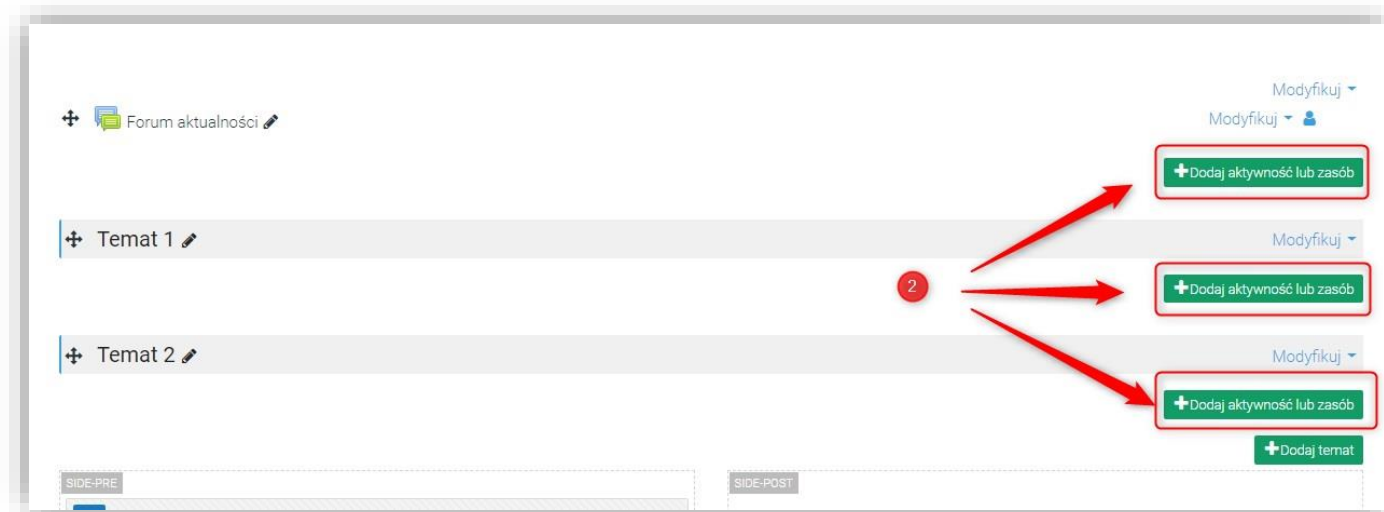 Modyfikuj
Forum aktualności
Modyfikuj
Dodaj aktywność lub zasób
Temat 1
Modyfikuj
2
Dodaj aktywność lub zasób
Temat 2
Modyfikuj
Dodaj aktywność lub zasób
Dodaj temat
SIDE-PRE
SIDE-POST